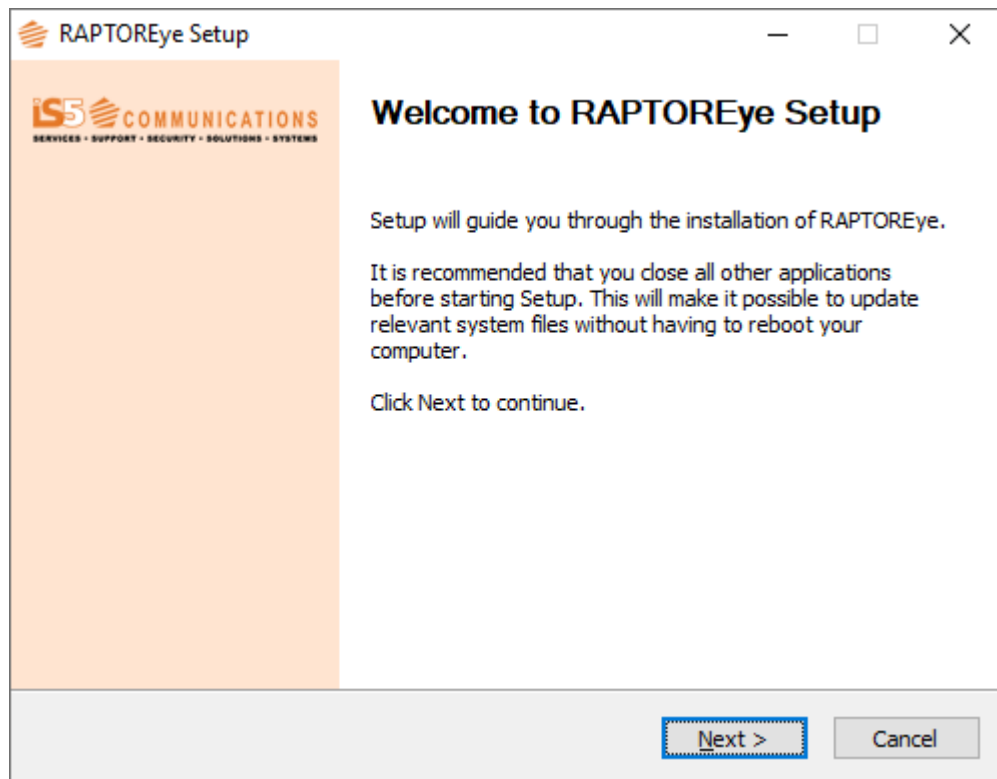 RAPTOREye Setup
iS5 COMMUNICATIONS
SERVICES • SUPPORT • SECURITY • SOLUTIONS • SYSTEMS
Welcome to RAPTOREye Setup
Setup will guide you through the installation of RAPTOREye.
It is recommended that you close all other applications
before starting Setup. This will make it possible to update
relevant system files without having to reboot your
computer.
Click Next to continue.
Next >
Cancel